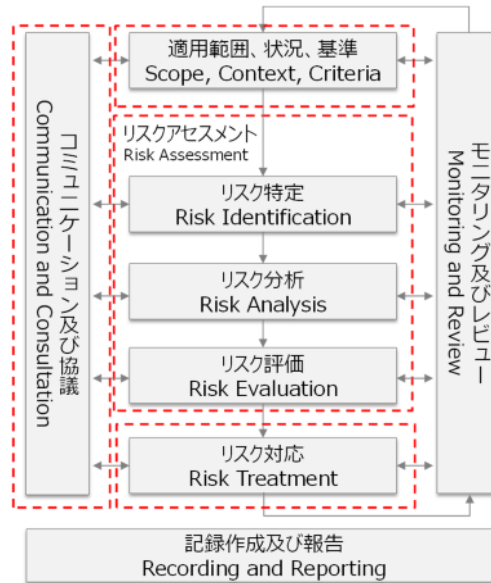 適用範囲、状況、基準
Scope, Context, Criteria
リスクアセスメント
Risk Assessment
リスク特定
Risk Identification
リスク分析
Risk Analysis
リスク評価
Risk Evaluation
リスク対応
Risk Treatment
コミュニケーション及び協議
Communication and Consultation
モニタリング及びレビュー
Monitoring and Review
記録作成及び報告
Recording and Reporting